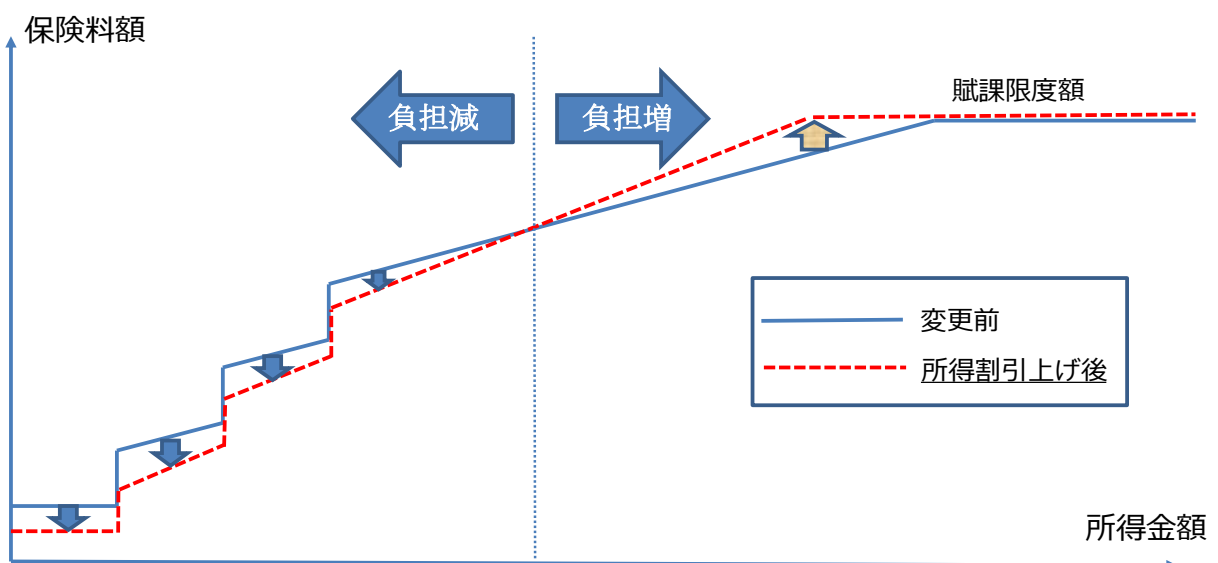 保険料額
負担減
負担増
賦課限度額
変更前
所得割引上げ後
所得金額